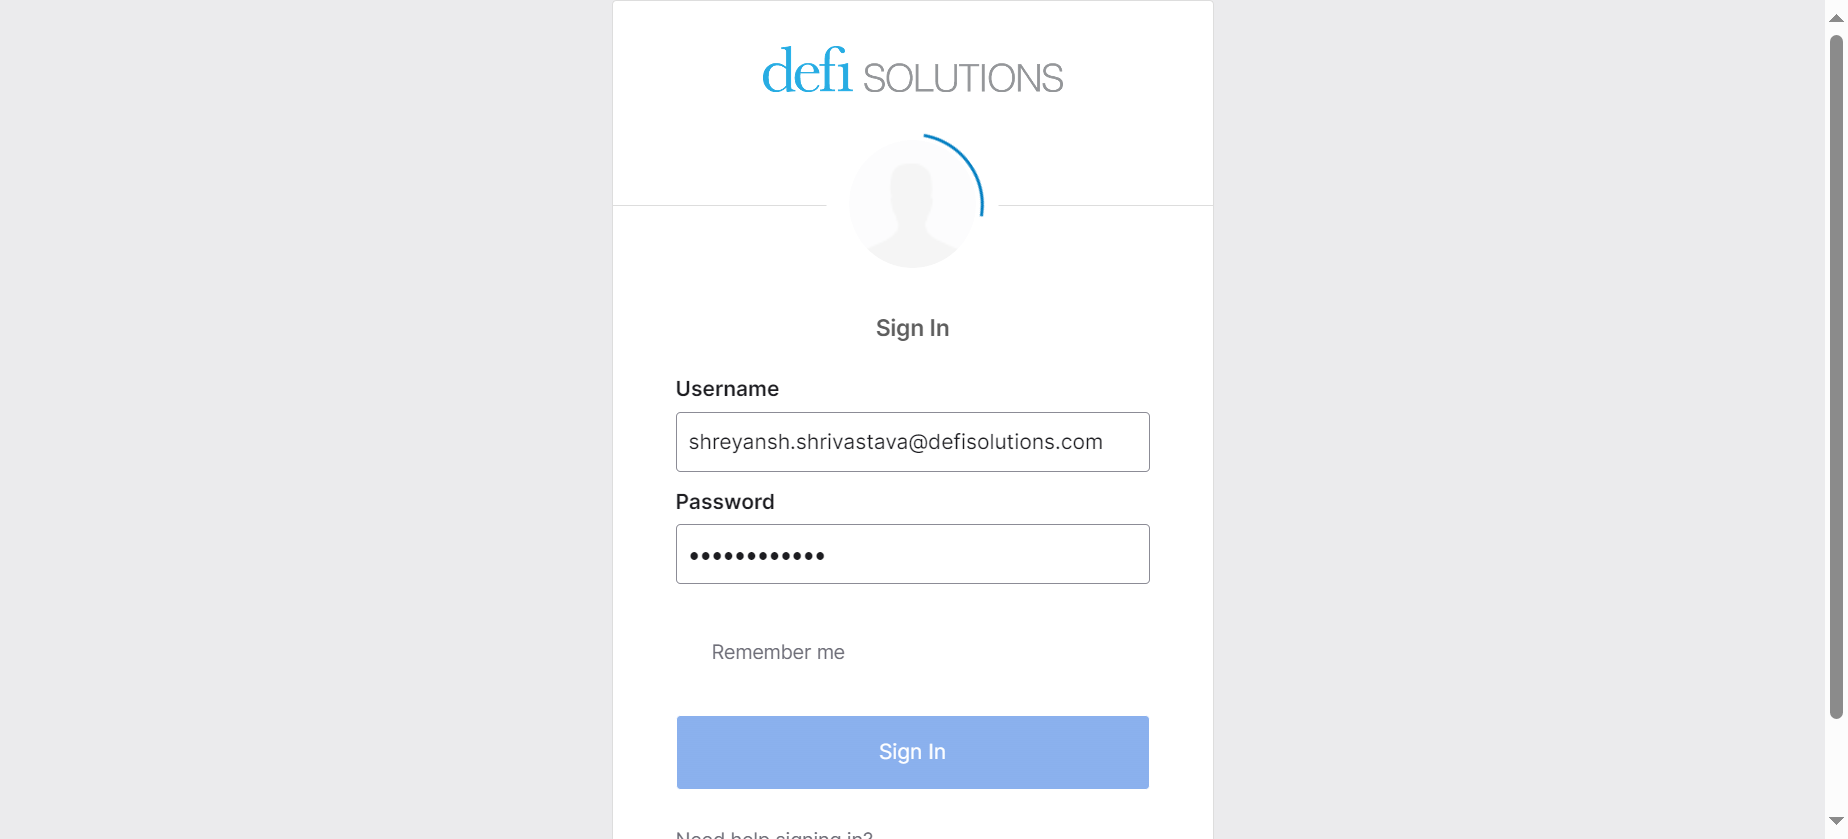 defi SOLUTIONS
Sign In
Username
shreyansh.shrivastava@defisolutions.com
Password
••••••••••••
Remember me
Sign In
Need help signing in?